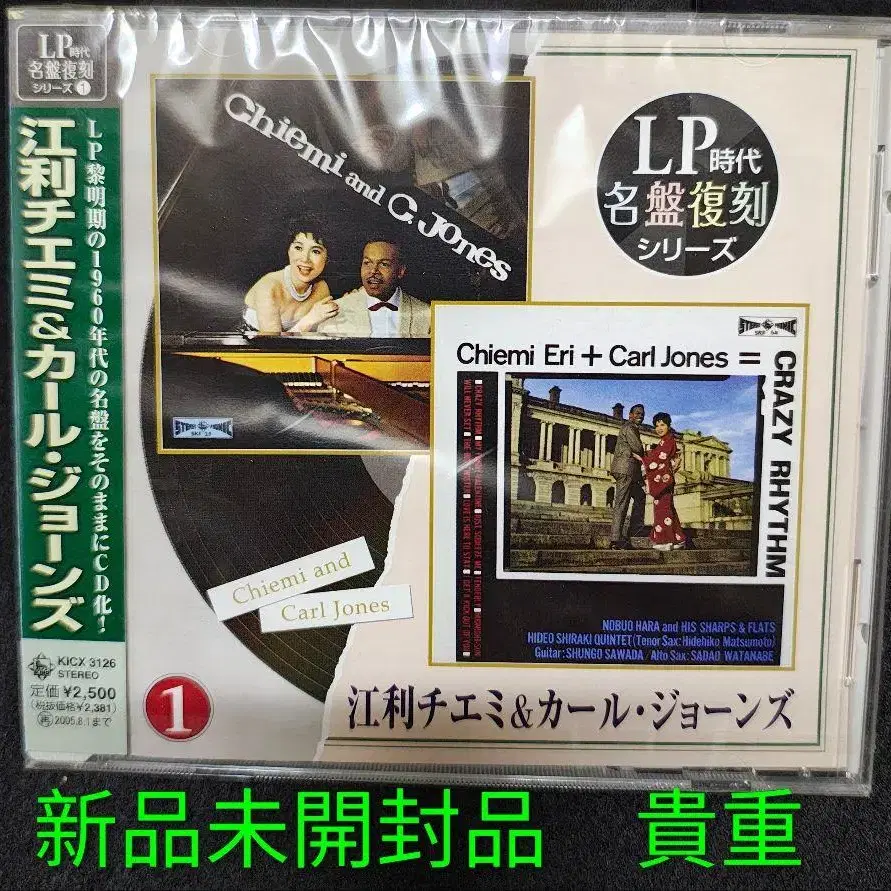 LP時代
名盤復刻
シリーズ1
LP黎明期の1960年代の名盤をそのままにCD化!
江利チエミ&カール・ジョーンズ
KICX 3126
STEREO
定価¥2,500
(税抜価格¥2,381)
再 2005.8.1まで
Chiemi and C. Jones
LP時代
名盤復刻
シリーズ
Chiemi Eri + Carl Jones =
CRAZY RHYTHM
NOBUO HARA and HIS SHARPS & FLATS
HIDEO SHIRAKI QUINTET (Tenor Sax: Hidehiko Matsumoto)
Guitar: SHUNGO SAWADA / Alto Sax: SADAO WATANABE
Chiemi and
Carl Jones
1
江利チエミ&カール・ジョーンズ
新品未開封品 貴重